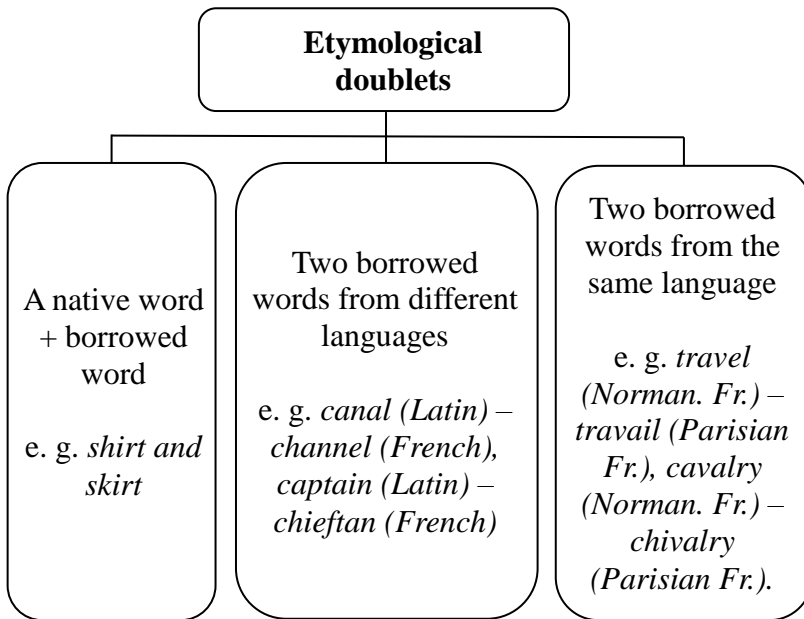 Etymological
doublets
A native word
+ borrowed
word
e. g. shirt and
skirt
Two borrowed
words from different
languages
e. g. canal (Latin) –
channel (French),
captain (Latin) –
chieftan (French)
Two borrowed
words from the
same language
e. g. travel
(Norman. Fr.) –
travail (Parisian
Fr.), cavalry
(Norman. Fr.) –
chivalry
(Parisian Fr.).